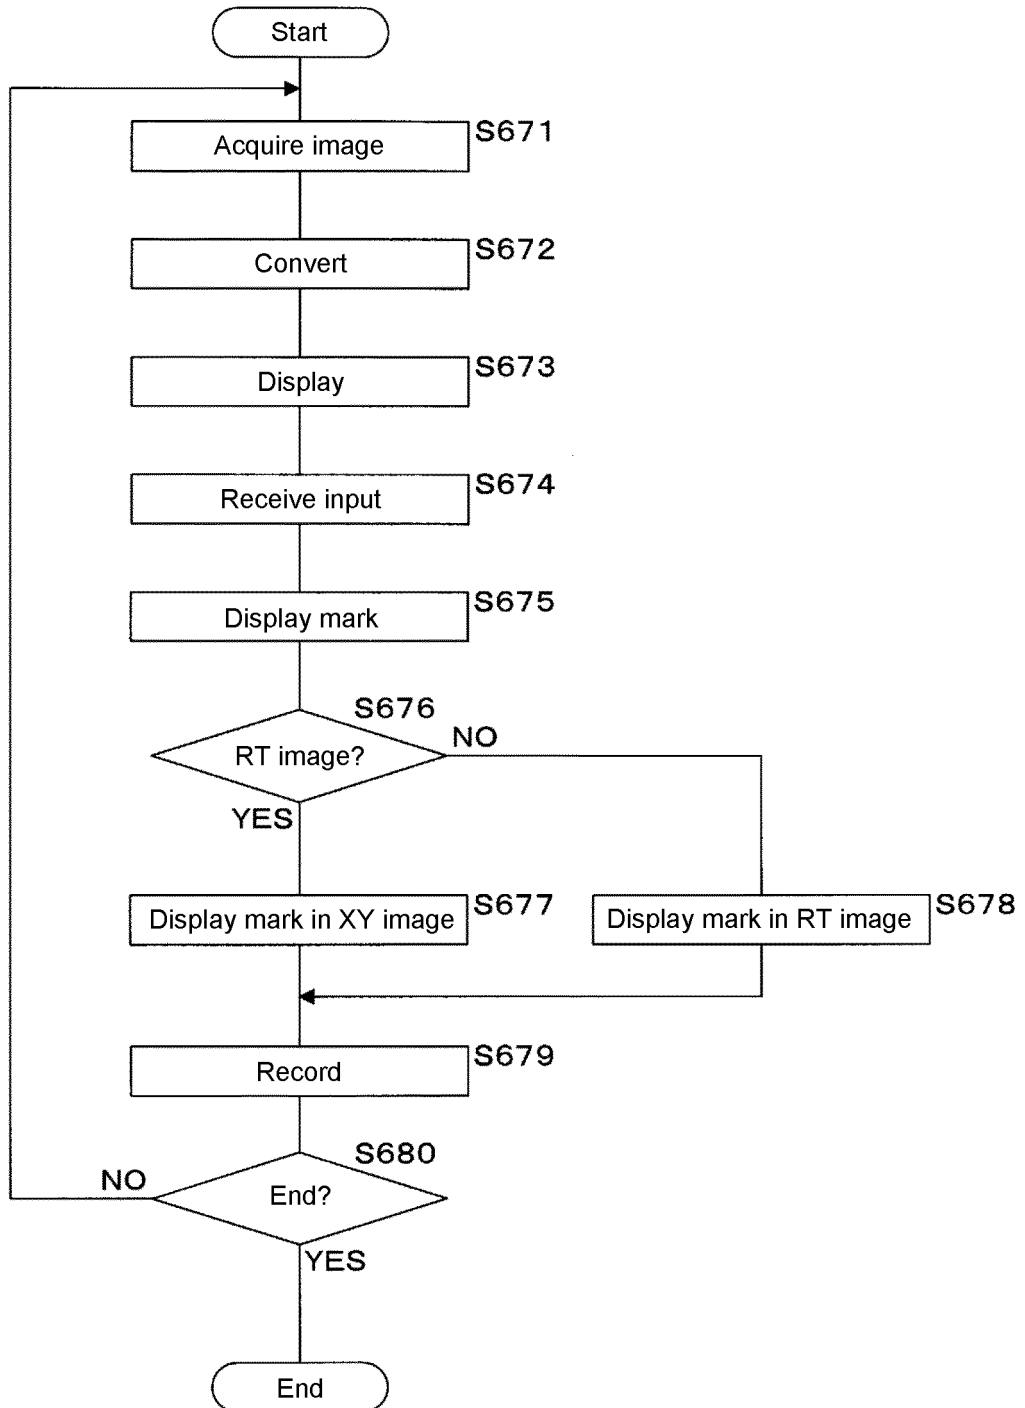 Start
Acquire image
S671
Convert
S672
Display
S673
Receive input
S674
Display mark
S675
S676
RT image?
NO
YES
Display mark in XY image
S677
Display mark in RT image
S678
Record
S679
S680
NO
End?
YES
End